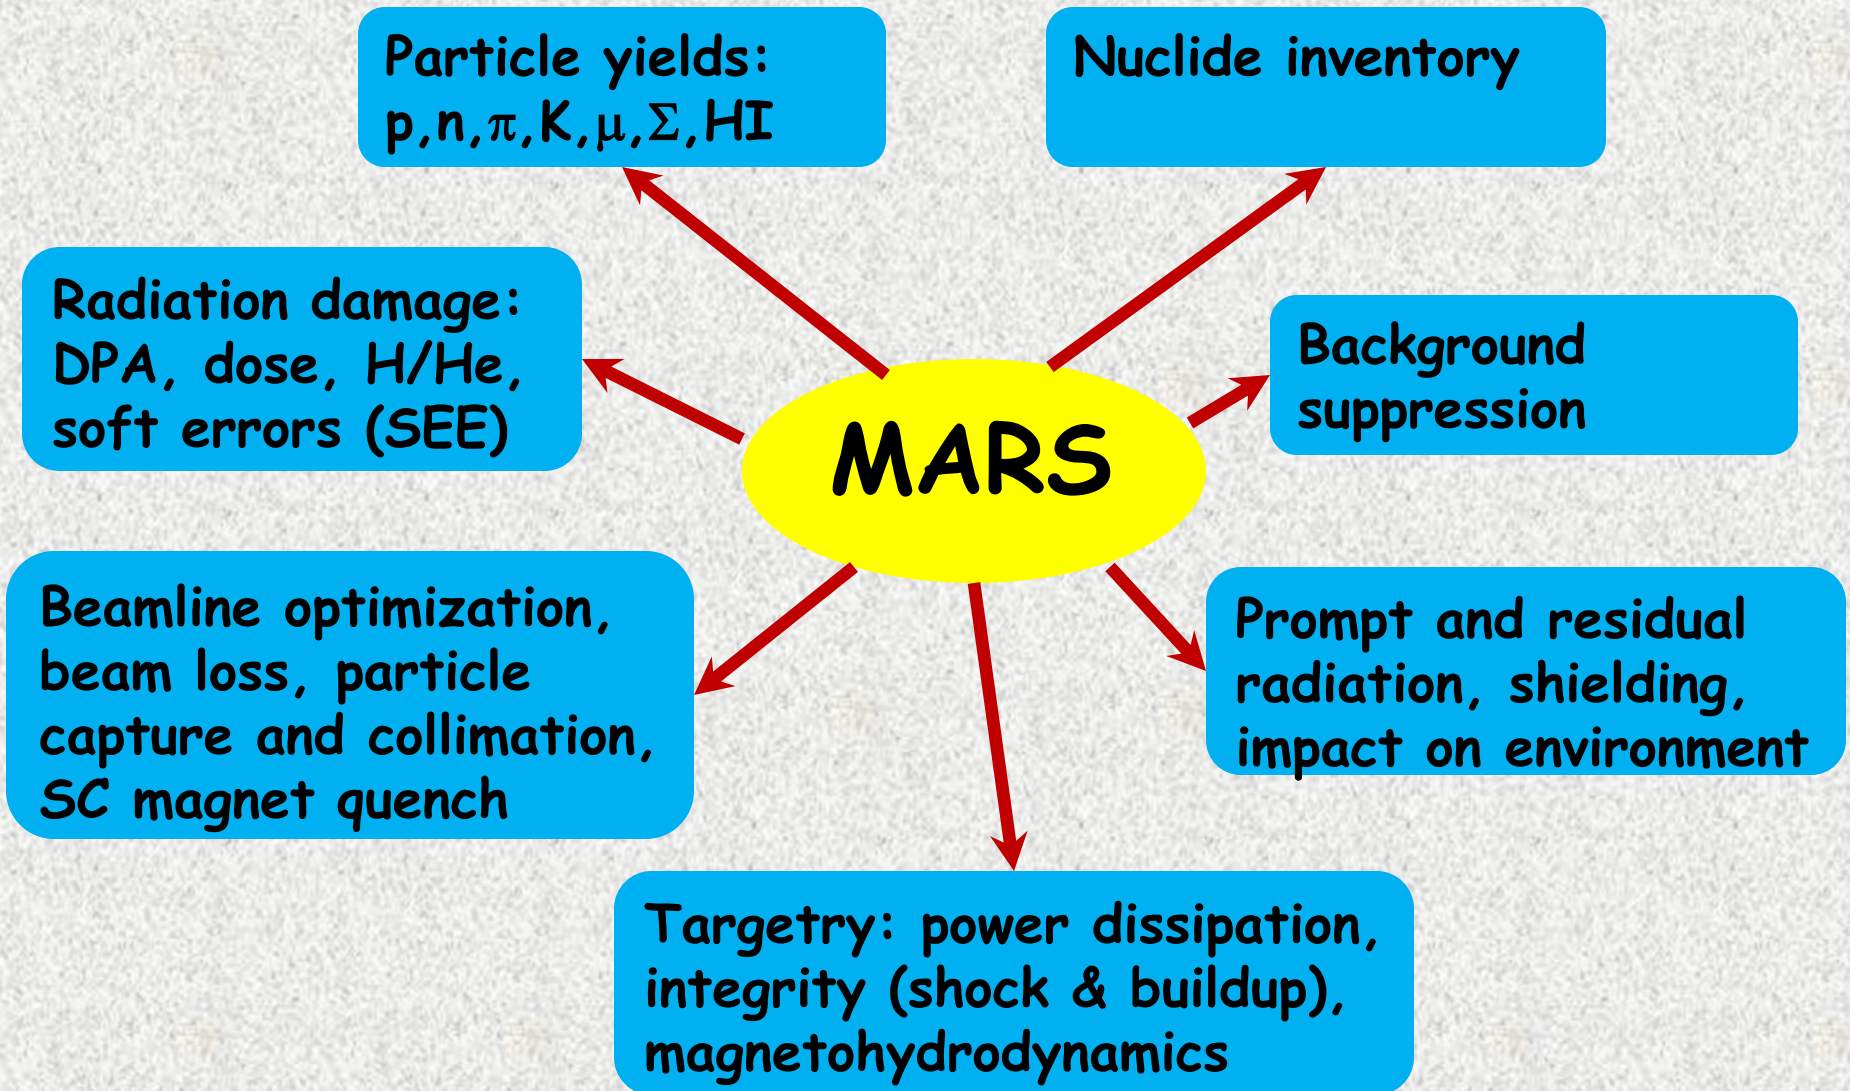 Particle yields:
p,n,π,K,μ,Σ,HI
Nuclide inventory
Radiation damage:
DPA, dose, H/He,
soft errors (SEE)
Background
suppression
MARS
Beamline optimization,
beam loss, particle
capture and collimation,
SC magnet quench
Prompt and residual
radiation, shielding,
impact on environment
Targetry: power dissipation,
integrity (shock & buildup),
magnetohydrodynamics